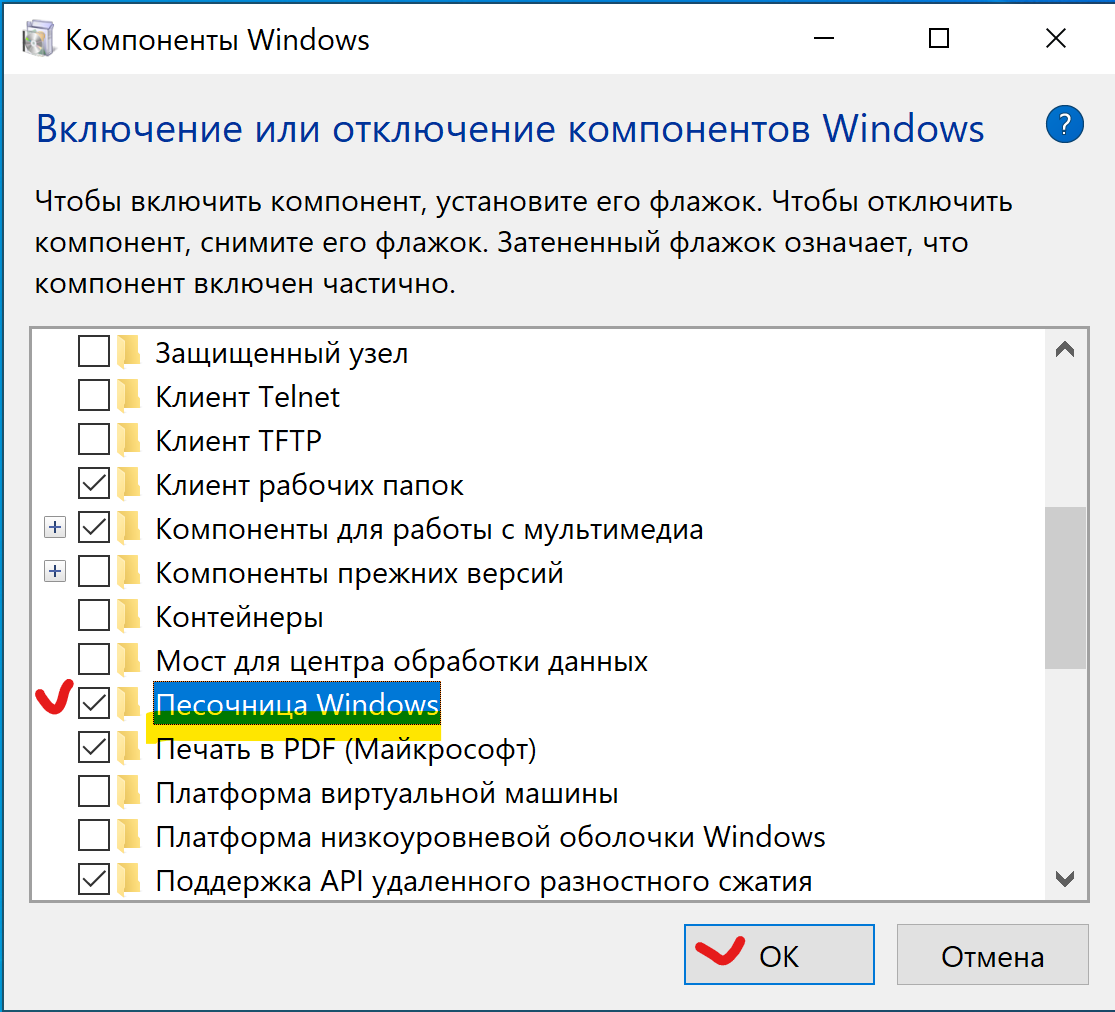 Компоненты Windows
Включение или отключение компонентов Windows
?
Чтобы включить компонент, установите его флажок. Чтобы отключить
компонент, снимите его флажок. Затененный флажок означает, что
компонент включен частично.
Защищенный узел
Клиент Telnet
Клиент TFTP
Клиент рабочих папок
Компоненты для работы с мультимедиа
Компоненты прежних версий
Контейнеры
Мост для центра обработки данных
Песочница Windows
Печать в PDF (Майкрософт)
Платформа виртуальной машины
Платформа низкоуровневой оболочки Windows
Поддержка API удаленного разностного сжатия
ОК
Отмена